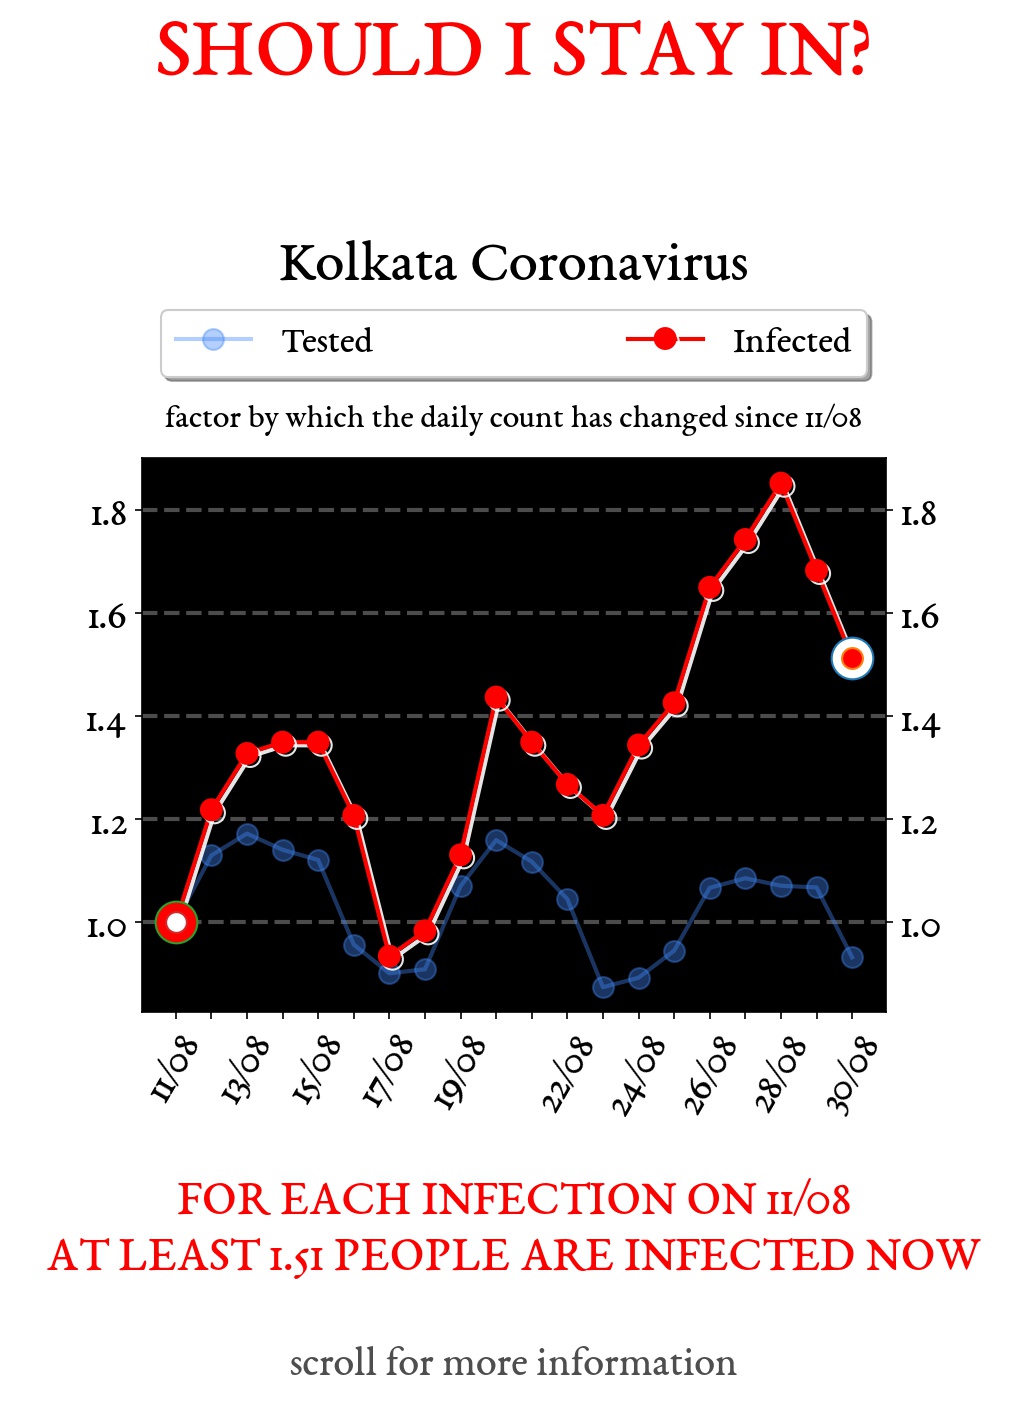 SHOULD I STAY IN?
Kolkata Coronavirus
Tested Infected
factor by which the daily count has changed since 11/08
1.8 1.8
1.6 1.6
1.4 1.4
1.2 1.2
1.0 1.0
11/08 13/08 15/08 17/08 19/08 22/08 24/08 26/08 28/08 30/08
FOR EACH INFECTION ON 11/08
AT LEAST 1.51 PEOPLE ARE INFECTED NOW
scroll for more information